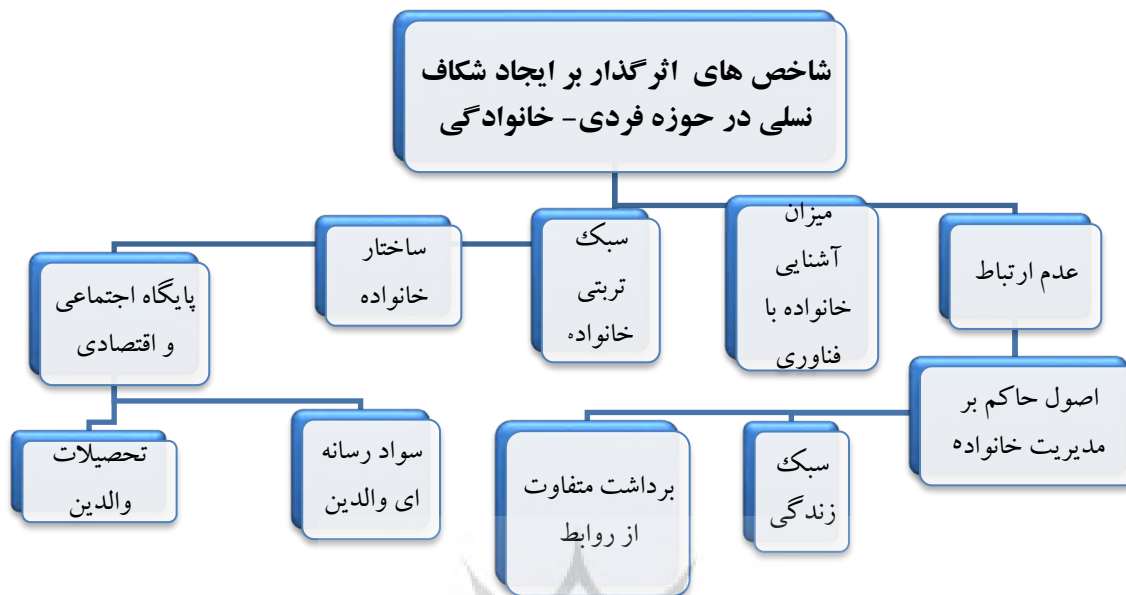 شاخص های اثرگذار بر ایجاد شکاف
نسلی در حوزه فردی- خانوادگی
عدم ارتباط
میزان
آشنایی
خانواده با
فناوری
سبک
تربتی
خانواده
ساختار
خانواده
پایگاه اجتماعی
و اقتصادی
اصول حاکم بر
مدیریت خانواده
سبک
زندگی
برداشت متفاوت
از روابط
سواد رسانه
ای والدین
تحصیلات
والدین